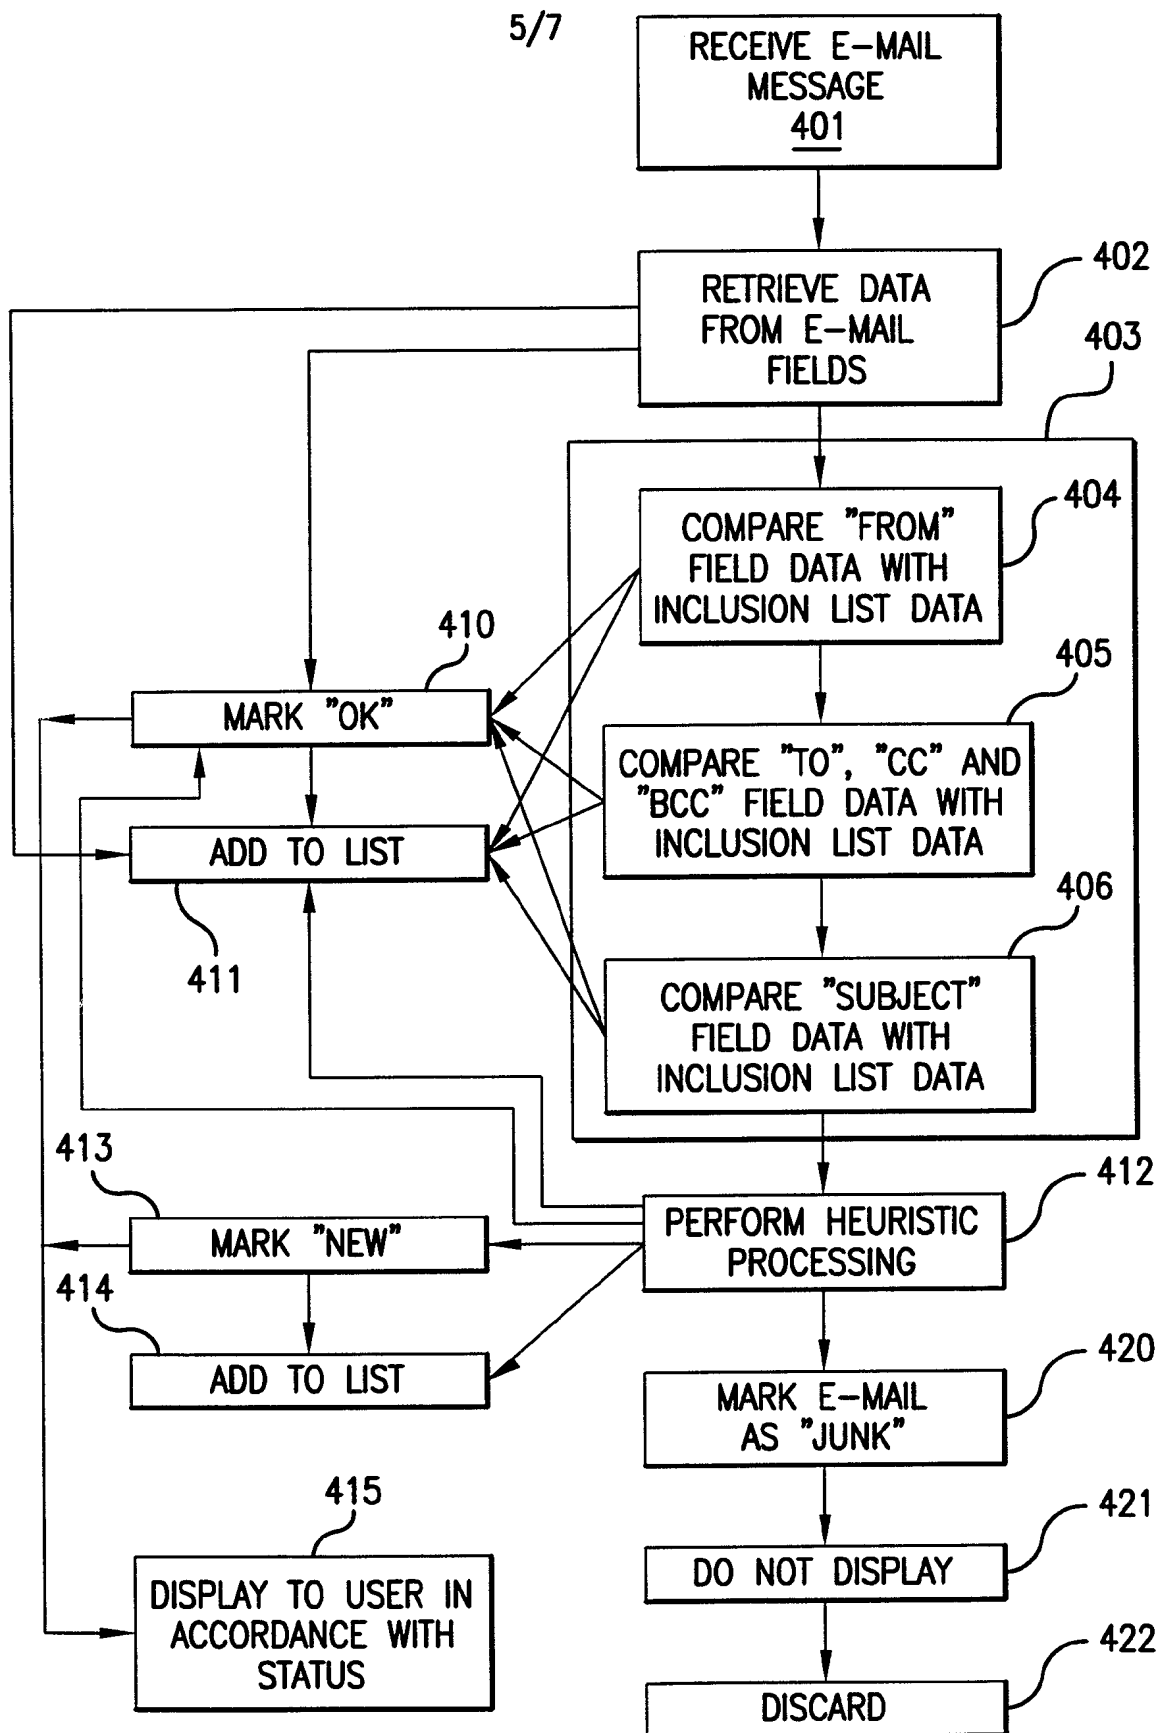 5/7
RECEIVE E-MAIL
MESSAGE
401
RETRIEVE DATA
FROM E-MAIL
FIELDS
402
403
COMPARE "FROM"
FIELD DATA WITH
INCLUSION LIST DATA
404
410
MARK "OK"
405
COMPARE "TO", "CC" AND
"BCC" FIELD DATA WITH
INCLUSION LIST DATA
ADD TO LIST
411
406
COMPARE "SUBJECT"
FIELD DATA WITH
INCLUSION LIST DATA
413
MARK "NEW"
412
PERFORM HEURISTIC
PROCESSING
414
ADD TO LIST
420
MARK E-MAIL
AS "JUNK"
415
DISPLAY TO USER IN
ACCORDANCE WITH
STATUS
421
DO NOT DISPLAY
422
DISCARD